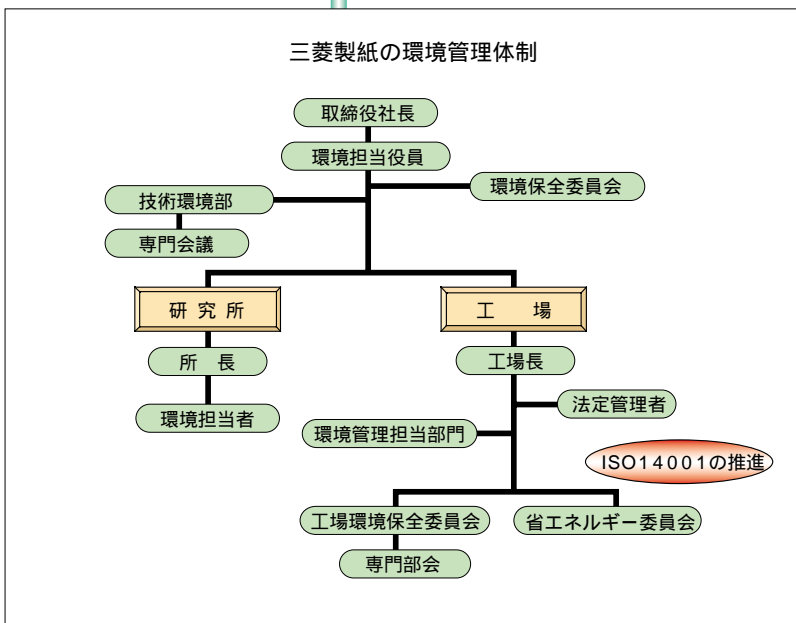 三菱製紙の環境管理体制
取締役社長
環境担当役員
環境保全委員会
技術環境部
専門会議
研 究 所
工　　場
所　長
工場長
環境担当者
法定管理者
環境管理担当部門
ISO14001の推進
工場環境保全委員会
省エネルギー委員会
専門部会